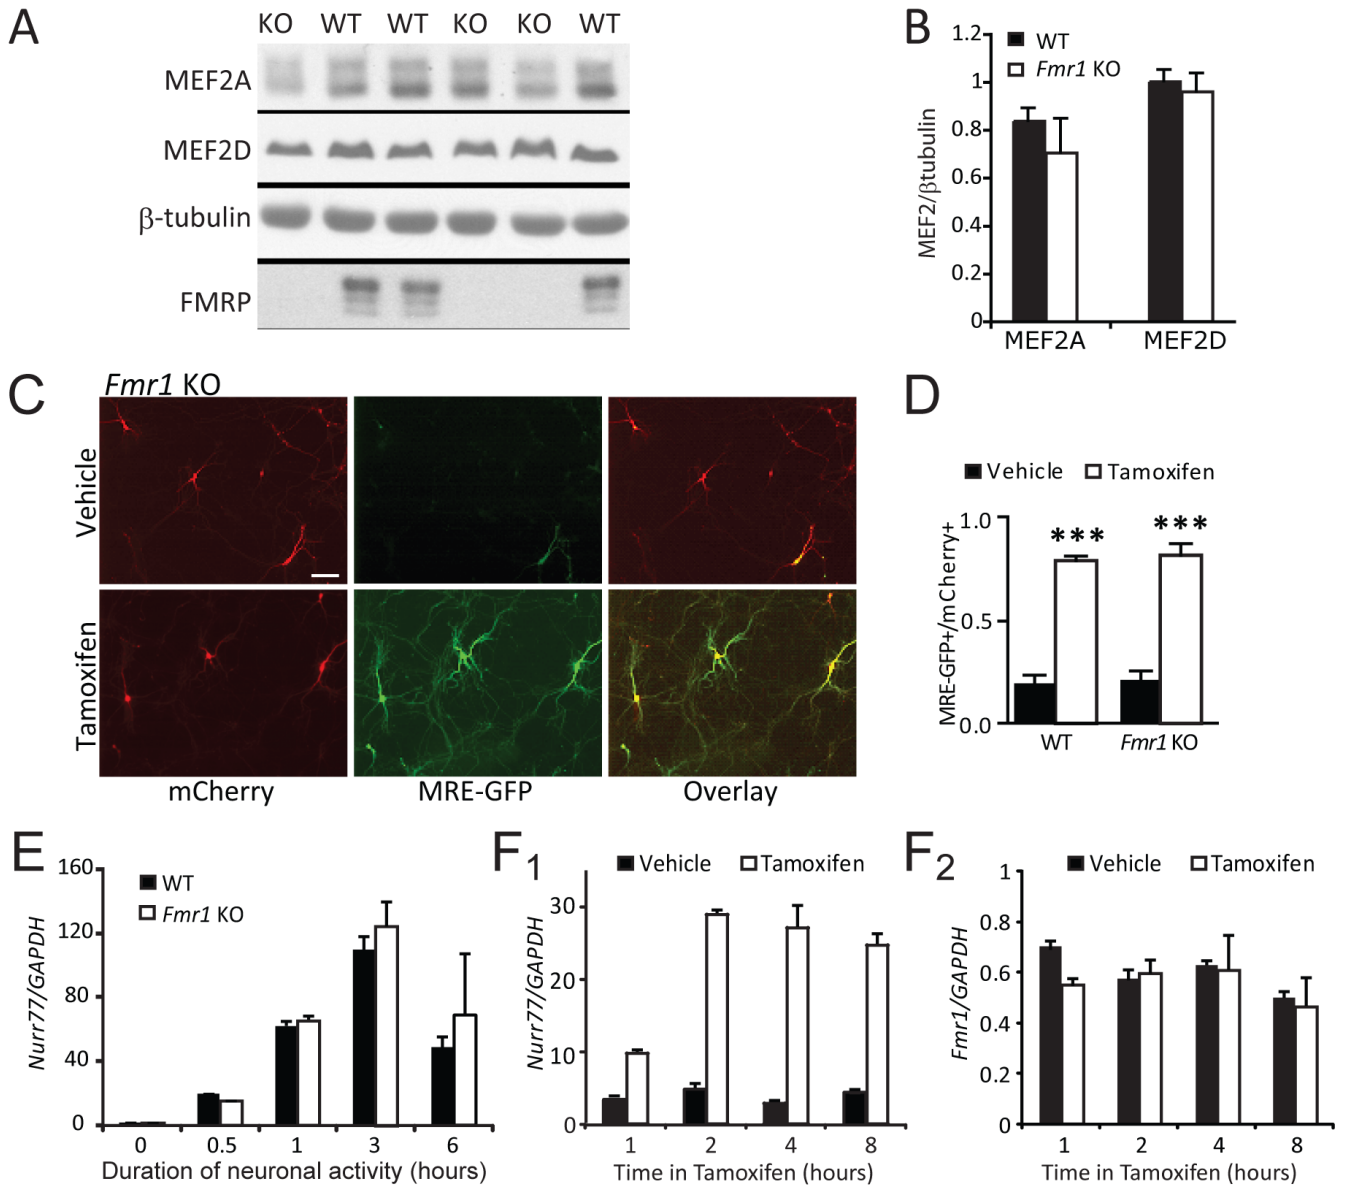 A
KO WT WT KO KO WT
MEF2A
MEF2D
β-tubulin
FMRP
B
WT
Fmr1 KO
1.2
1
0.8
0.6
0.4
0.2
0
MEF2/βtubulin
MEF2A MEF2D
C
Fmr1 KO
Vehicle
Tamoxifen
mCherry MRE-GFP Overlay
D
Vehicle Tamoxifen
1.0
0.5
0.0
MRE-GFP+/mCherry+
*** ***
WT Fmr1 KO
E
WT
Fmr1 KO
160
120
80
40
0
Nurr77/GAPDH
0 0.5 1 3 6
Duration of neuronal activity (hours)
F1
Vehicle Tamoxifen
30
20
10
0
Nurr77/GAPDH
1 2 4 8
Time in Tamoxifen (hours)
F2
Vehicle Tamoxifen
1
0.8
0.6
0.4
0.2
0
Fmr1/GAPDH
1 2 4 8
Time in Tamoxifen (hours)